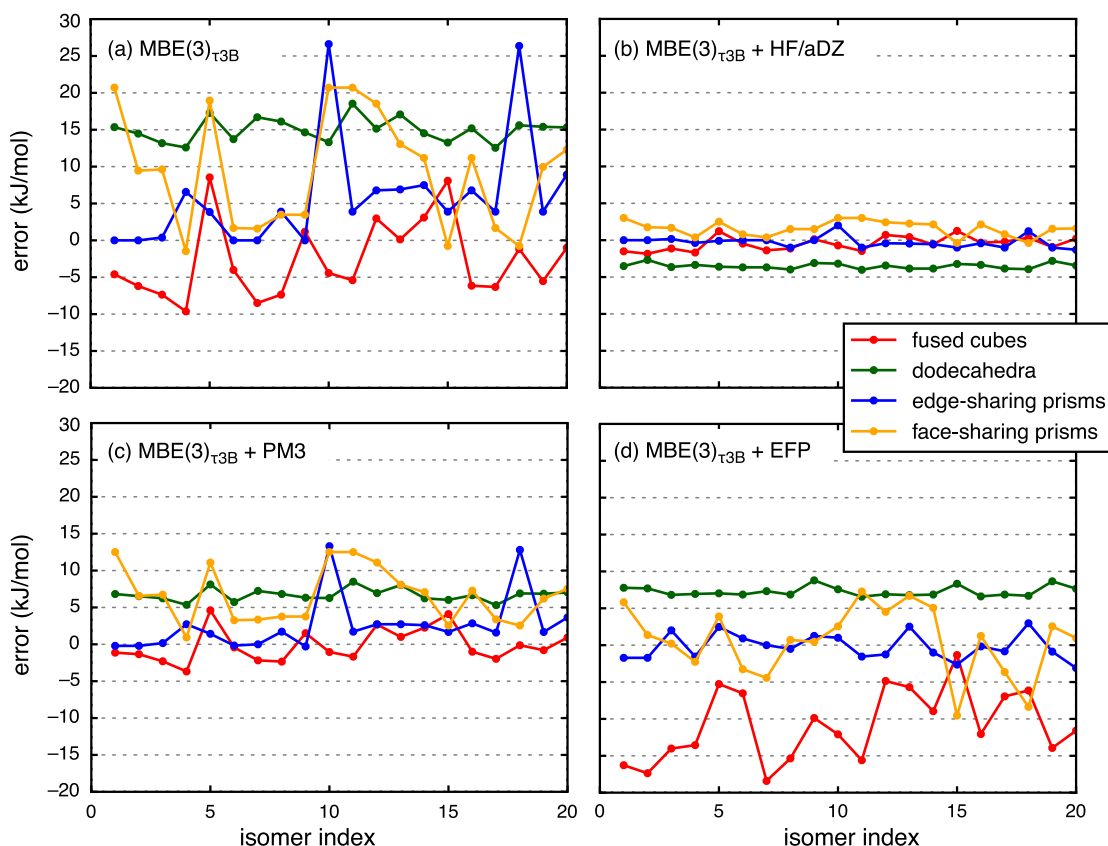 (a) MBE(3)τ3B
(b) MBE(3)τ3B + HF/aDZ
30
25
20
15
10
5
0
−5
−10
−15
−20
error (kJ/mol)
fused cubes
dodecahedra
edge-sharing prisms
face-sharing prisms
(c) MBE(3)τ3B + PM3
(d) MBE(3)τ3B + EFP
30
25
20
15
10
5
0
−5
−10
−15
−20
error (kJ/mol)
0 5 10 15 20
0 5 10 15 20
isomer index
isomer index